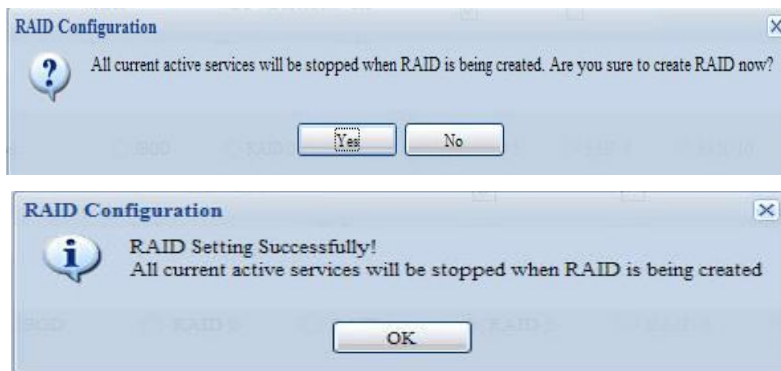 RAID Configuration
All current active services will be stopped when RAID is being created. Are you sure to create RAID now?
Yes
No
RAID Configuration
RAID Setting Successfully!
All current active services will be stopped when RAID is being created
OK